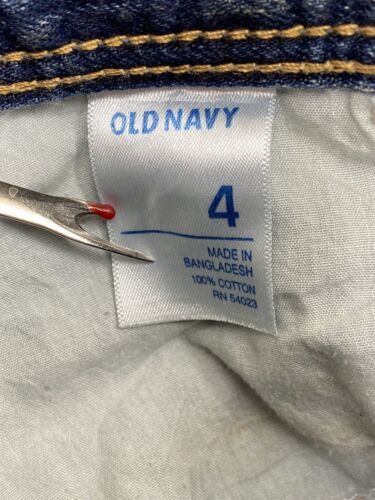 OLD NAVY
4
MADE IN
BANGLADESH
100% COTTON
RN 54023